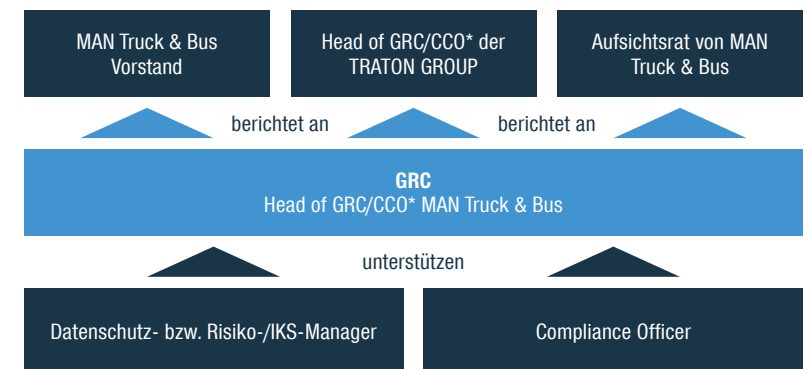 MAN Truck & Bus
Vorstand
Head of GRC/CCO* der
TRATON GROUP
Aufsichtsrat von MAN
Truck & Bus
berichtet an
berichtet an
GRC
Head of GRC/CCO* MAN Truck & Bus
unterstützen
Datenschutz- bzw. Risiko-/IKS-Manager
Compliance Officer